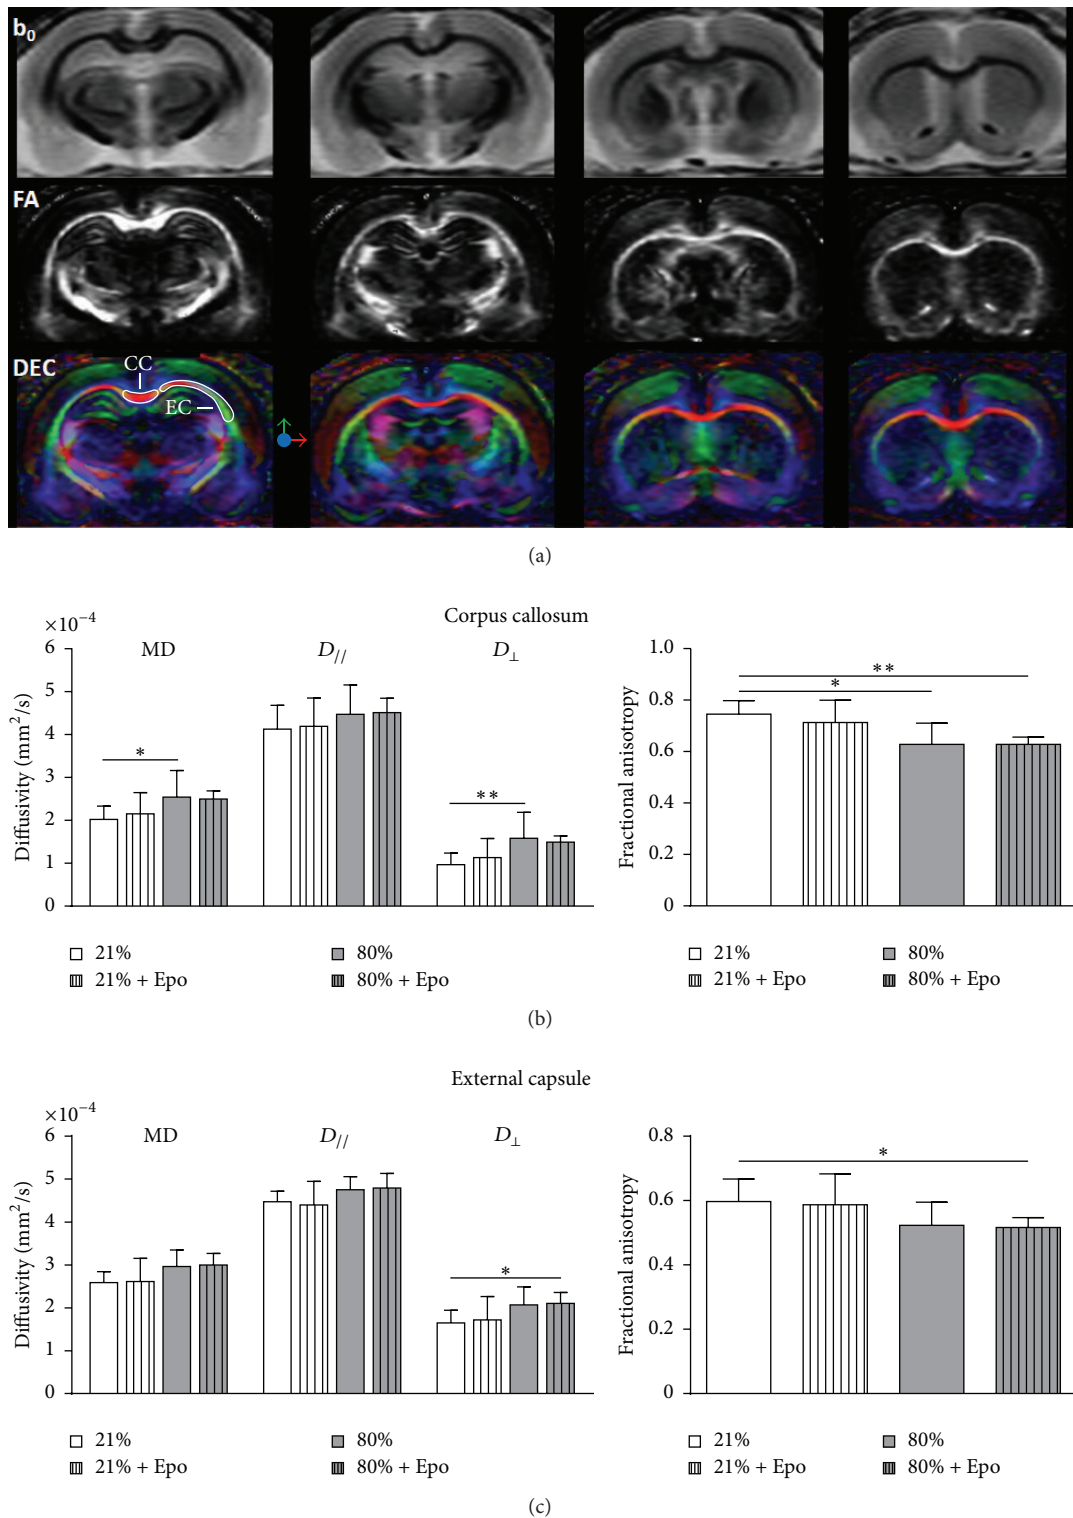 b0
FA
DEC
CC
EC
(a)
Corpus callosum
×10−4
MD
D//
D⊥
Diffusivity (mm2/s)
6
5
4
3
2
1
0
*
**
Fractional anisotropy
1.0
0.8
0.6
0.4
0.2
0
**
*
21%
80%
21% + Epo
80% + Epo
21%
80%
21% + Epo
80% + Epo
(b)
External capsule
×10−4
MD
D//
D⊥
Diffusivity (mm2/s)
6
5
4
3
2
1
0
*
Fractional anisotropy
0.8
0.6
0.4
0.2
0
*
21%
80%
21% + Epo
80% + Epo
21%
80%
21% + Epo
80% + Epo
(c)